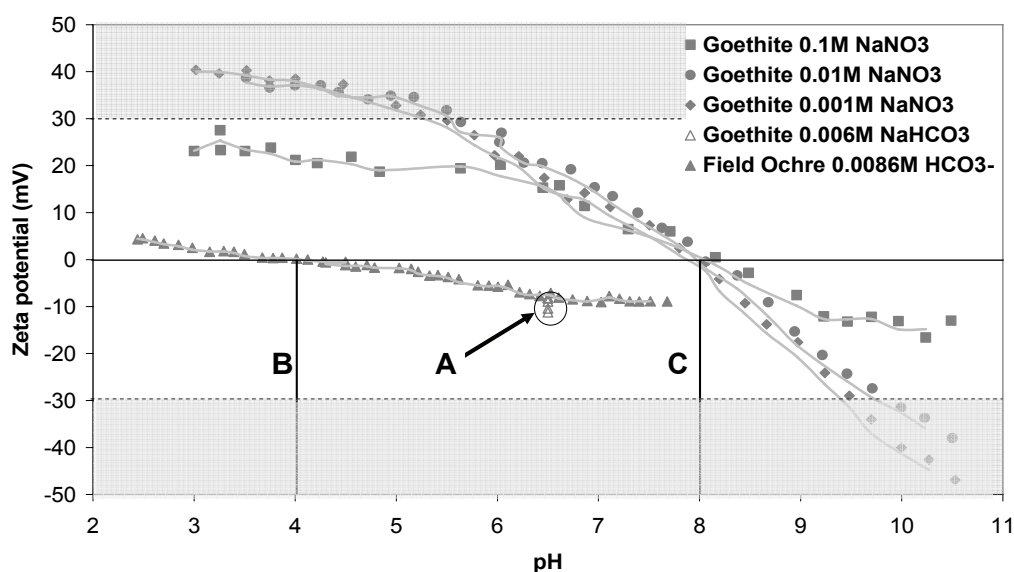 50
40
30
20
10
0
-10
-20
-30
-40
-50
Zeta potential (mV)
Goethite 0.1M NaNO3
Goethite 0.01M NaNO3
Goethite 0.001M NaNO3
Goethite 0.006M NaHCO3
Field Ochre 0.0086M HCO3-
B
A
C
2 3 4 5 6 7 8 9 10 11
pH